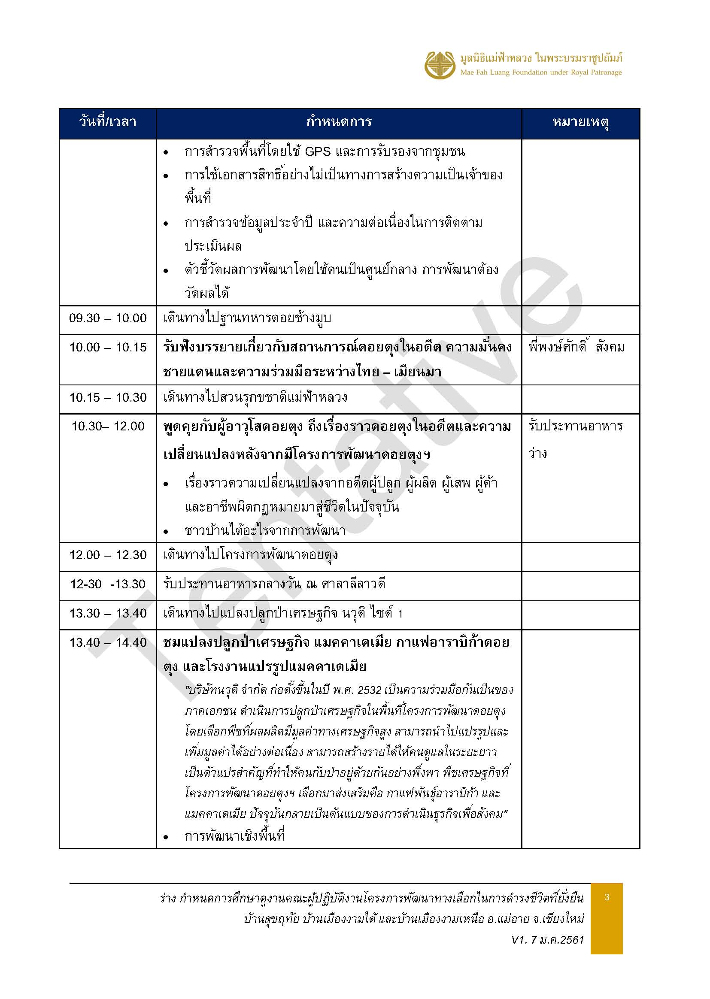 มูลนิธิแม่ฟ้าหลวง ในพระบรมราชูปถัมภ์
Mae Fah Luang Foundation under Royal Patronage
วันที่/เวลา กำหนดการ หมายเหตุ
• การสำรวจพื้นที่โดยใช้ GPS และการรับรองจากชุมชน
• การใช้เอกสารสิทธิ์อย่างไม่เป็นทางการสร้างความเป็นเจ้าของ
พื้นที่
• การสำรวจข้อมูลประจำปี และความต่อเนื่องในการติดตาม
ประเมินผล
• ตัวชี้วัดผลการพัฒนาโดยใช้คนเป็นศูนย์กลาง การพัฒนาต้อง
วัดผลได้
09.30 – 10.00 เดินทางไปฐานทหารดอยช้างมูบ
10.00 – 10.15 รับฟังบรรยายเกี่ยวกับสถานการณ์ดอยตุงในอดีต ความมั่นคง พี่พงษ์ศักดิ์ สังคม
ชายแดนและความร่วมมือระหว่างไทย – เมียนมา
10.15 – 10.30 เดินทางไปสวนรุกขชาติแม่ฟ้าหลวง
10.30– 12.00 พูดคุยกับผู้อาวุโสดอยตุง ถึงเรื่องราวดอยตุงในอดีตและความ รับประทานอาหาร
เปลี่ยนแปลงหลังจากมีโครงการพัฒนาดอยตุงฯ ว่าง
• เรื่องราวความเปลี่ยนแปลงจากอดีตผู้ปลูก ผู้ผลิต ผู้เสพ ผู้ค้า
และอาชีพผิดกฎหมายมาสู่ชีวิตในปัจจุบัน
• ชาวบ้านได้อะไรจากการพัฒนา
12.00 – 12.30 เดินทางไปโครงการพัฒนาดอยตุง
12-30 -13.30 รับประทานอาหารกลางวัน ณ ศาลาลีลาวดี
13.30 – 13.40 เดินทางไปแปลงปลูกป่าเศรษฐกิจ นวุติ ไซต์ 1
13.40 – 14.40 ชมแปลงปลูกป่าเศรษฐกิจ แมคคาเดเมีย กาแฟอาราบิก้าดอย
ตุง และโรงงานแปรรูปแมคคาเดเมีย
"บริษัทนวุติ จำกัด ก่อตั้งขึ้นในปี พ.ศ. 2532 เป็นความร่วมมือกันเป็นของ
ภาคเอกชน ดำเนินการปลูกป่าเศรษฐกิจในพื้นที่โครงการพัฒนาดอยตุง
โดยเลือกพืชที่ผลผลิตมีมูลค่าทางเศรษฐกิจสูง สามารถนำไปแปรรูปและ
เพิ่มมูลค่าได้อย่างต่อเนื่อง สามารถสร้างรายได้ให้คนดูแลในระยะยาว
เป็นตัวแปรสำคัญที่ทำให้คนกับป่าอยู่ด้วยกันอย่างพึ่งพา พืชเศรษฐกิจที่
โครงการพัฒนาดอยตุงฯ เลือกมาส่งเสริมคือ กาแฟพันธุ์อาราบิก้า และ
แมคคาเดเมีย ปัจจุบันกลายเป็นต้นแบบของการดำเนินธุรกิจเพื่อสังคม"
• การพัฒนาเชิงพื้นที่
Tentative
ร่าง กำหนดการศึกษาดูงานคณะผู้ปฏิบัติงานโครงการพัฒนาทางเลือกในการดำรงชีวิตที่ยั่งยืน 3
บ้านสุขฤทัย บ้านเมืองงามใต้ และบ้านเมืองงามเหนือ อ.แม่อาย จ.เชียงใหม่
V1. 7 ม.ค.2561